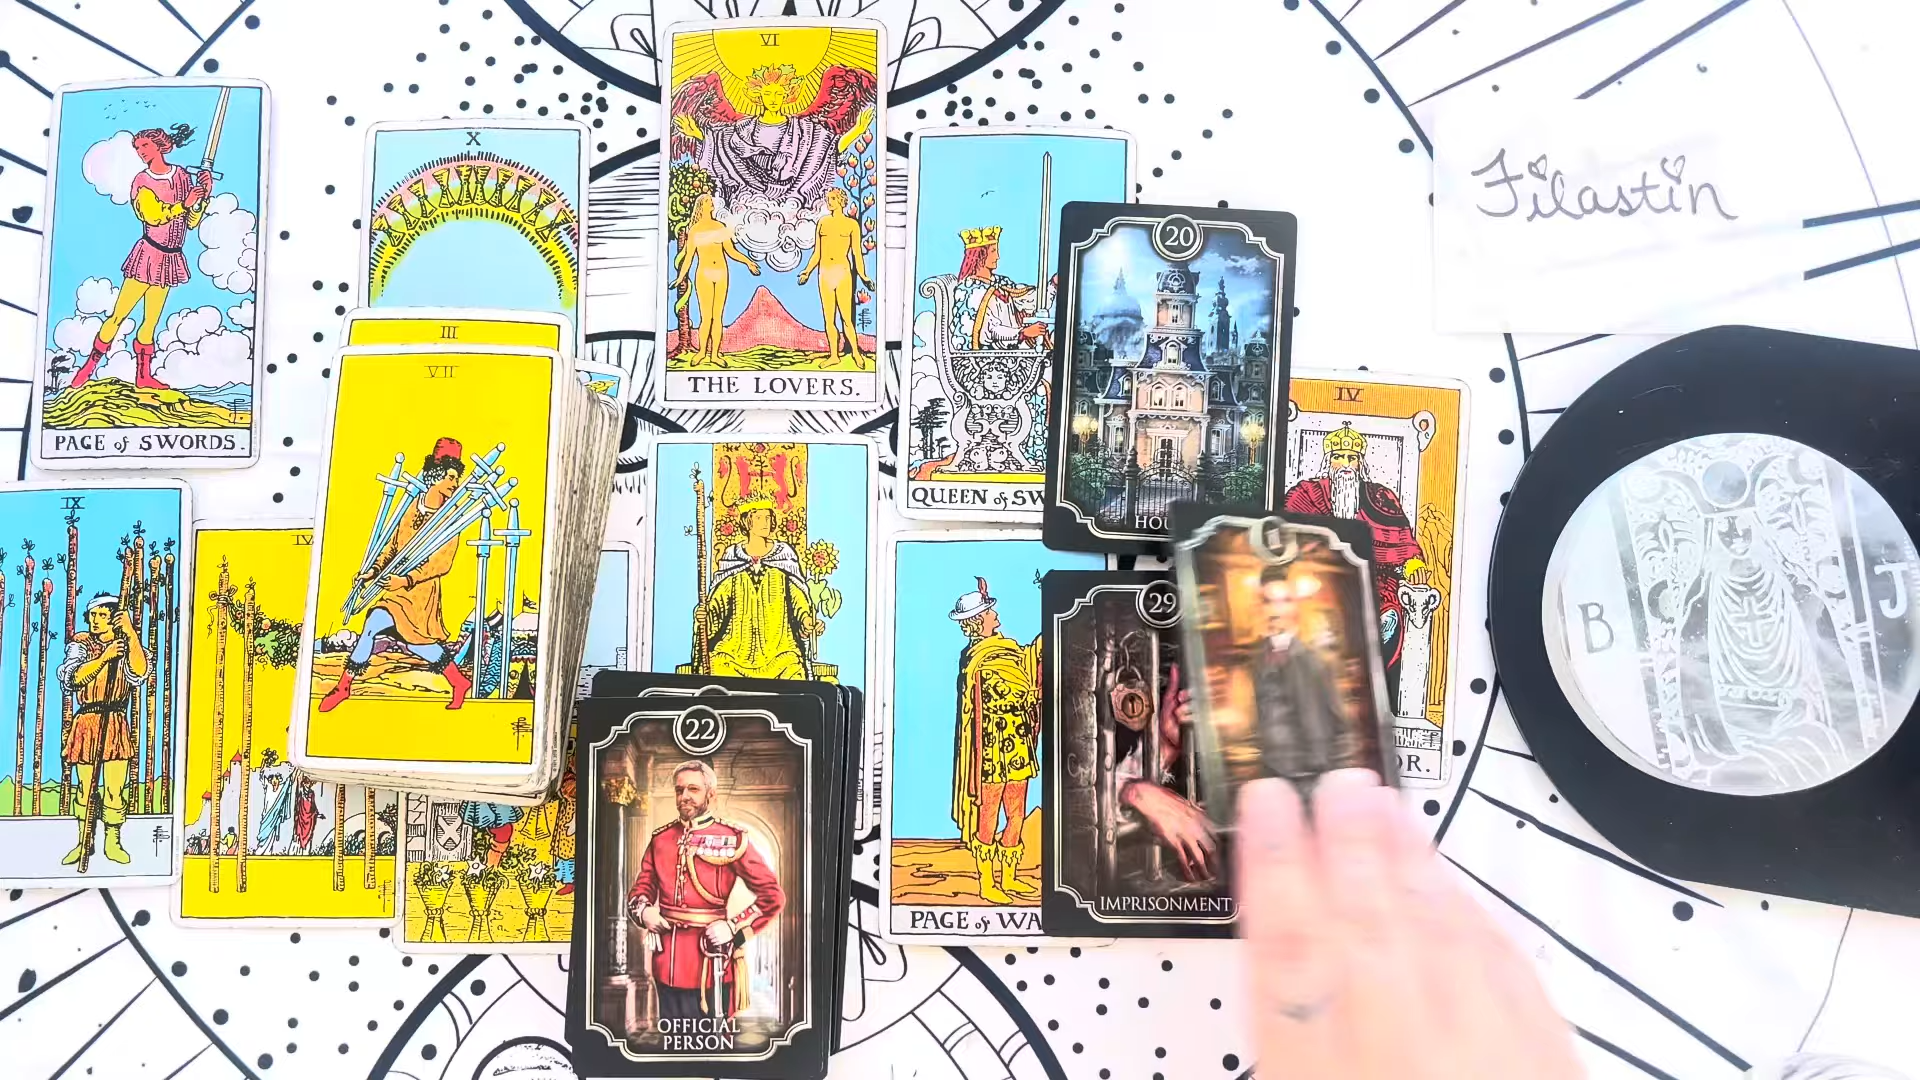 VI
X
Filastin
THE LOVERS.
20
PAGE of SWORDS.
III
VII
IV
QUEEN of SW
HOU
IX
IV
29
22
OR.
IMPRISONMENT
PAGE of WA
B
J
OFFICIAL
PERSON